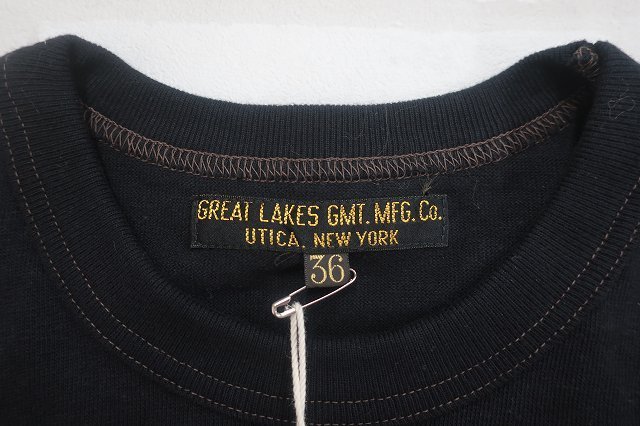 GREAT LAKES GMT. MFG. Co.
UTICA, NEW YORK
36